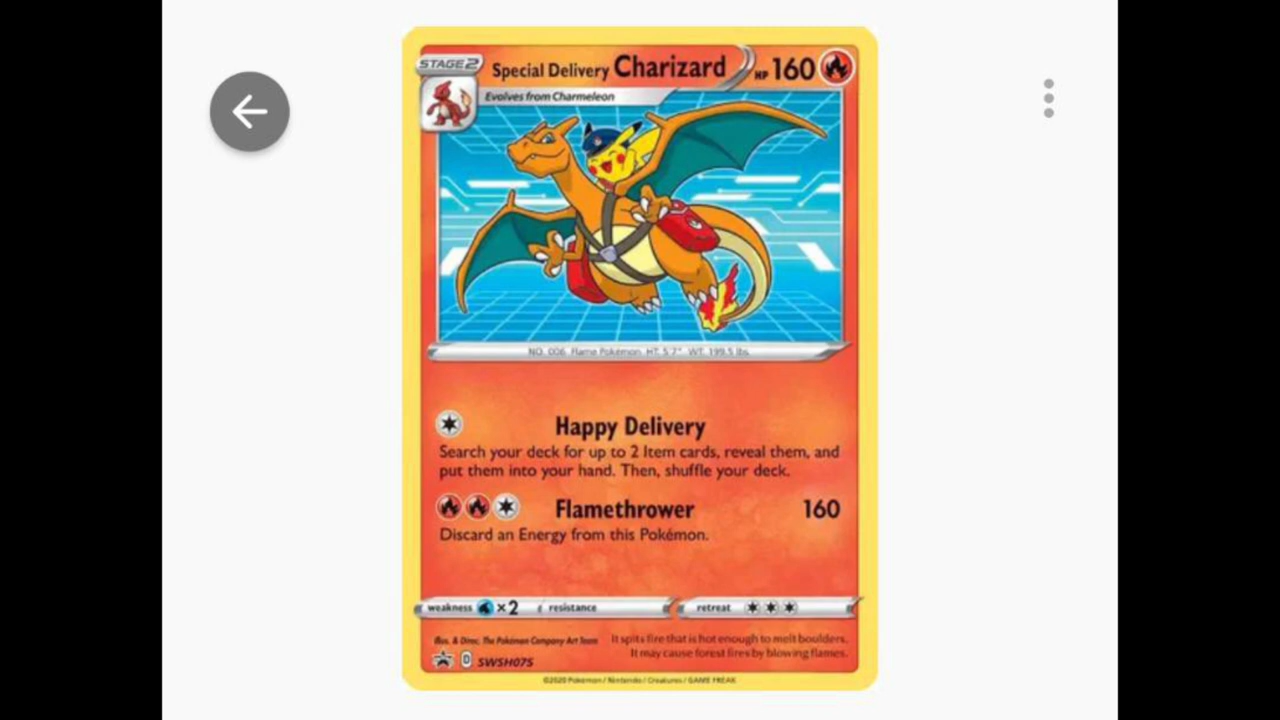 STAGE2
Special Delivery Charizard
HP 160
Evolves from Charmeleon
NO. 006 Flame Pokémon HT: 5'7" WT: 199.5 lbs
Happy Delivery
Search your deck for up to 2 Item cards, reveal them, and
put them into your hand. Then, shuffle your deck.
Flamethrower 160
Discard an Energy from this Pokémon.
weakness ×2 resistance retreat
Illus. & Direc. The Pokémon Company Art Team
It spits fire that is hot enough to melt boulders.
It may cause forest fires by blowing flames.
D SWSH075
©2020 Pokémon / Nintendo / Creatures / GAME FREAK